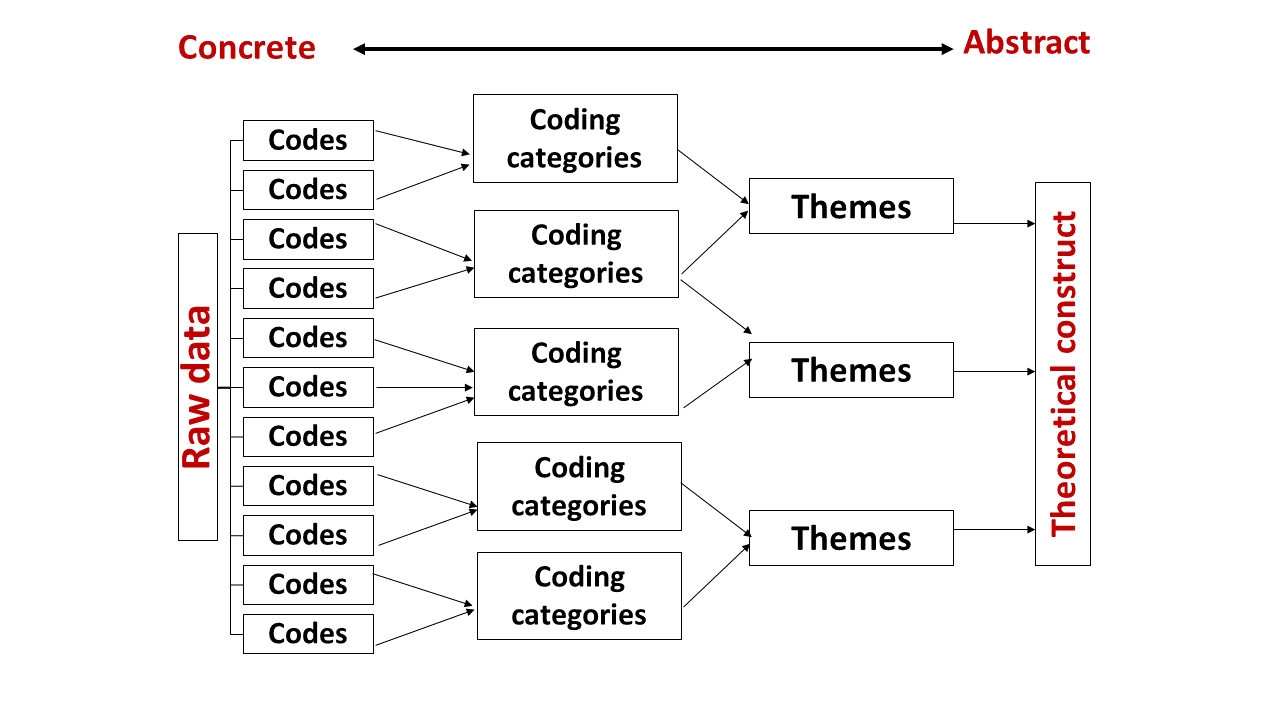 Concrete
Abstract
Raw data
Codes
Codes
Codes
Codes
Codes
Codes
Codes
Codes
Codes
Codes
Codes
Coding
categories
Coding
categories
Coding
categories
Coding
categories
Coding
categories
Themes
Themes
Themes
Theoretical construct